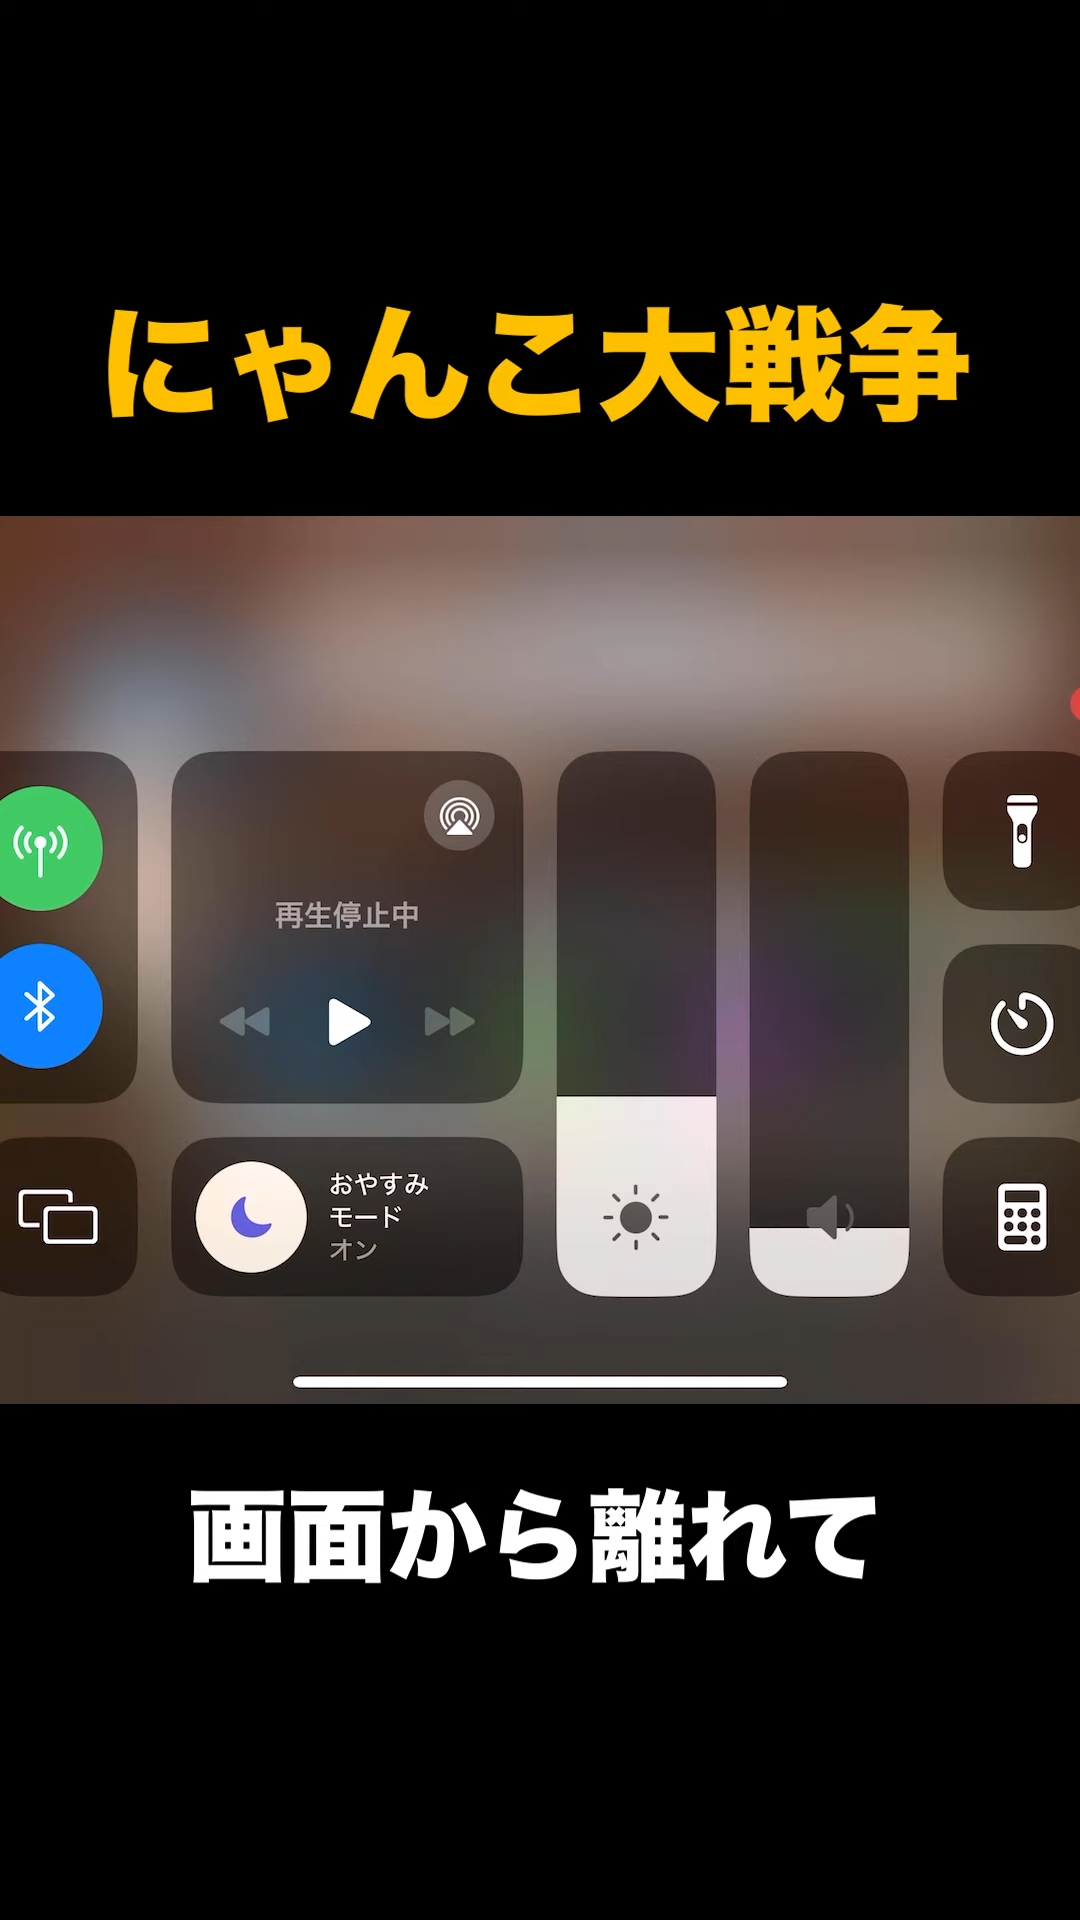 にゃんこ大戦争
再生停止中
おやすみ
モード
オン
画面から離れて